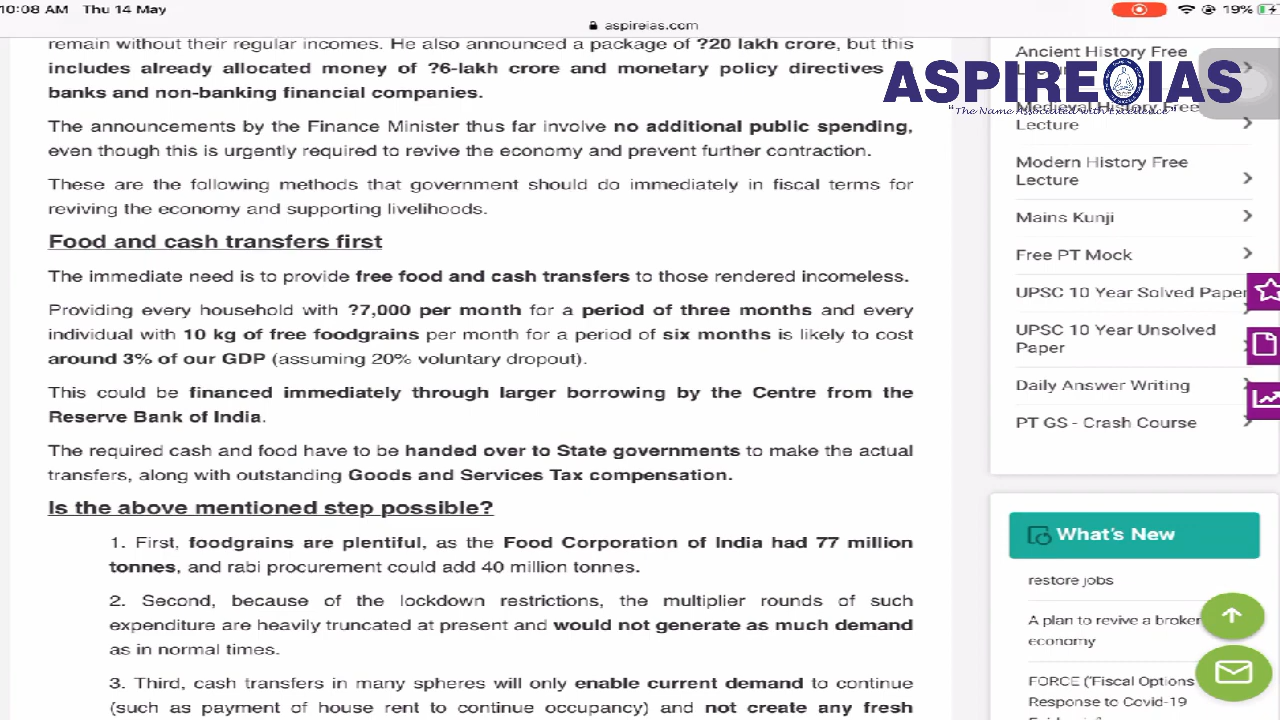 10:08 AM Thu 14 May
19%
aspireias.com
remain without their regular incomes. He also announced a package of ?20 lakh crore, but this
includes already allocated money of ?6-lakh crore and monetary policy directives
banks and non-banking financial companies.
The announcements by the Finance Minister thus far involve no additional public spending,
even though this is urgently required to revive the economy and prevent further contraction.
These are the following methods that government should do immediately in fiscal terms for
reviving the economy and supporting livelihoods.
Food and cash transfers first
The immediate need is to provide free food and cash transfers to those rendered incomeless.
Providing every household with ?7,000 per month for a period of three months and every
individual with 10 kg of free foodgrains per month for a period of six months is likely to cost
around 3% of our GDP (assuming 20% voluntary dropout).
This could be financed immediately through larger borrowing by the Centre from the
Reserve Bank of India.
The required cash and food have to be handed over to State governments to make the actual
transfers, along with outstanding Goods and Services Tax compensation.
Is the above mentioned step possible?
1. First, foodgrains are plentiful, as the Food Corporation of India had 77 million
tonnes, and rabi procurement could add 40 million tonnes.
2. Second, because of the lockdown restrictions, the multiplier rounds of such
expenditure are heavily truncated at present and would not generate as much demand
as in normal times.
3. Third, cash transfers in many spheres will only enable current demand to continue
(such as payment of house rent to continue occupancy) and not create any fresh
Ancient History Free
ASPIRE IAS
"The Name Associated with Excellence"
Medieval History Free
Lecture
Modern History Free
Lecture
Mains Kunji
Free PT Mock
UPSC 10 Year Solved Paper
UPSC 10 Year Unsolved
Paper
Daily Answer Writing
PT GS - Crash Course
What's New
restore jobs
A plan to revive a broken
economy
FORCE ('Fiscal Options
Response to Covid-19